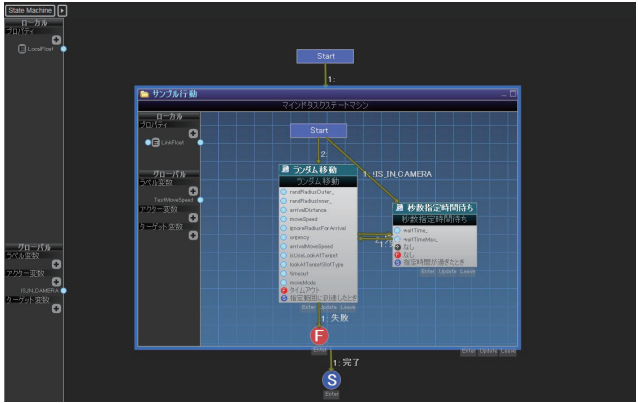 State Machine
ローカル
プロパティ
LocalFloat
グローバル
ラベル変数
アクター変数
IS_IN_CAMERA
ターゲット変数
Start
1:
サンプル行動
マインドタスクステートマシン
ローカル
プロパティ
LinkFloat
グローバル
ラベル変数
TextMoveSpeed
アクター変数
ターゲット変数
Start
2:
1: !IS_IN_CAMERA
ランダム移動
ランダム移動
randRadiusOuter_
randRadiusInner_
arrivalDistance
moveSpeed
ignoreRadiusForArrival
urgency
arrivalMoveSpeed
isUseLookAtTarget
lookAtTargetSlotType
timeout
moveMode
タイムアウト
指定範囲に到達したとき
Enter Update Leave
秒数指定時間待ち
秒数指定時間待ち
waitTime_
waitTimeMax_
なし
なし
指定時間が過ぎたとき
Enter Update Leave
1: 失敗
F
Enter
Enter Update Leave
1: 完了
S
Enter